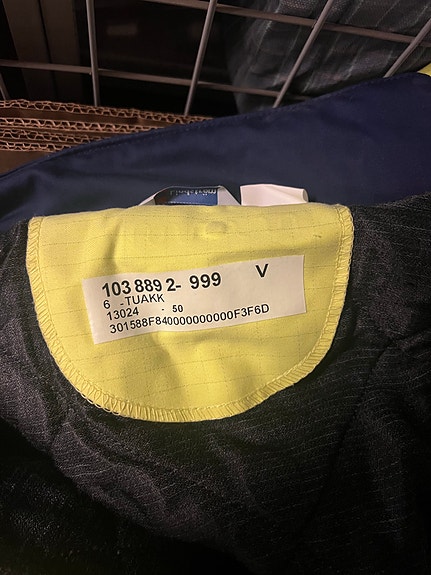 103 889 2- 999 V
6 -TUAKK
13024 - 50
301588F840000000000F3F6D